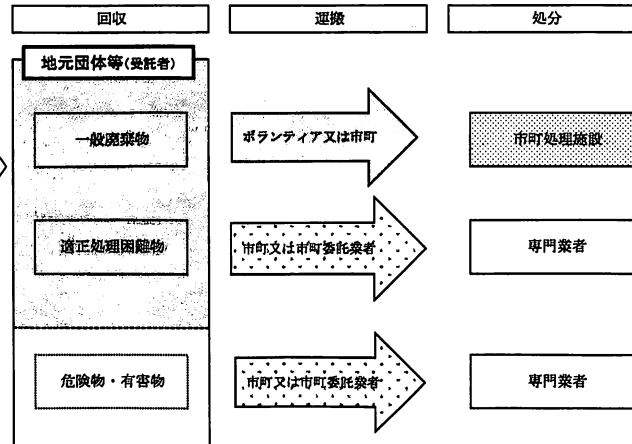 回収
運搬
処分
地元団体等(受託者)
一般廃棄物
ボランティア又は市町
市町処理施設
適正処理困難物
市町又は市町委託業者
専門業者
危険物・有害物
市町又は市町委託業者
専門業者